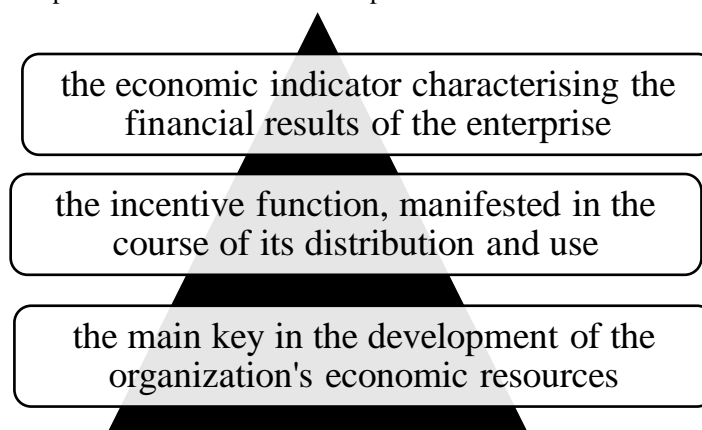 the economic indicator characterising the
financial results of the enterprise
the incentive function, manifested in the
course of its distribution and use
the main key in the development of the
organization's economic resources